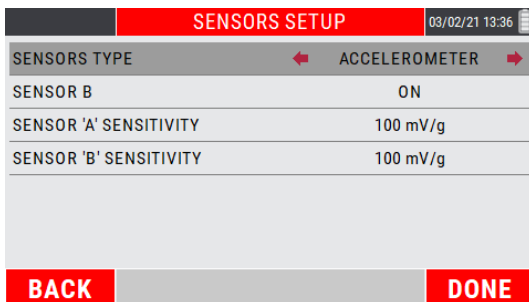 SENSORS SETUP 03/02/21 13:36
SENSORS TYPE ACCELEROMETER
SENSOR B ON
SENSOR 'A' SENSITIVITY 100 mV/g
SENSOR 'B' SENSITIVITY 100 mV/g
BACK DONE